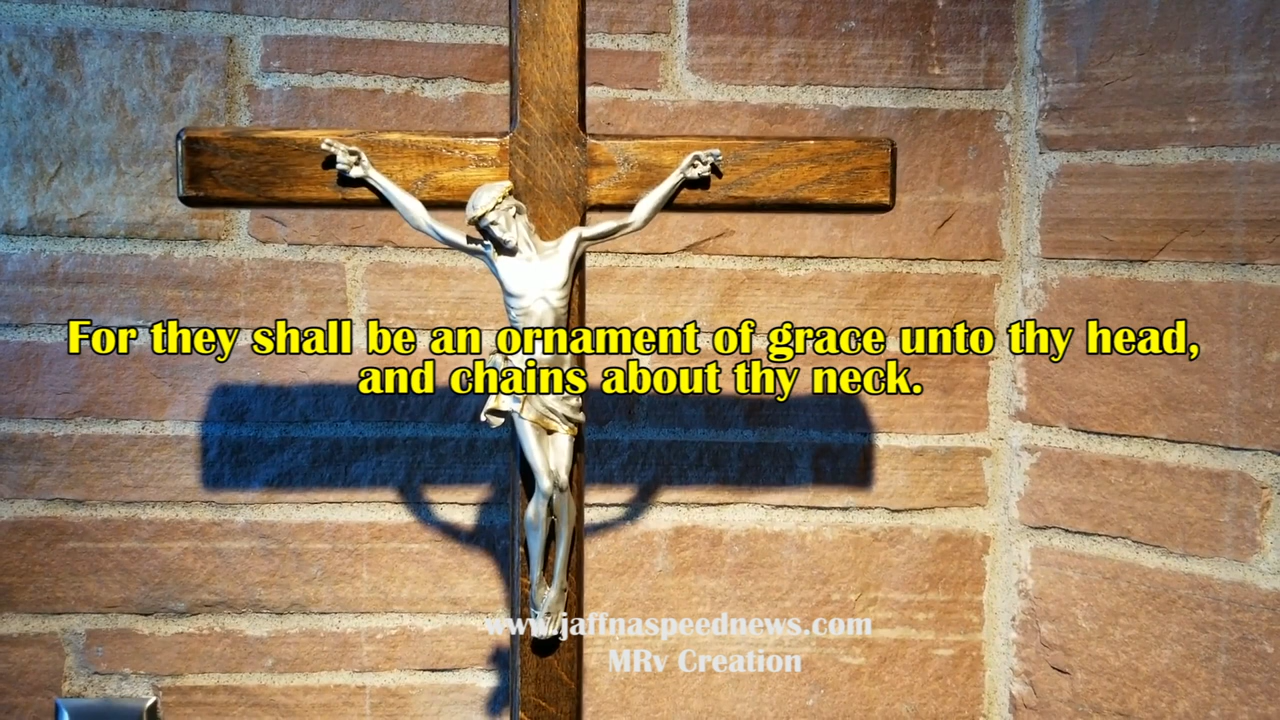 For they shall be an ornament of grace unto thy head,
and chains about thy neck.
www.jaffnaspeednews.com
MRv Creation